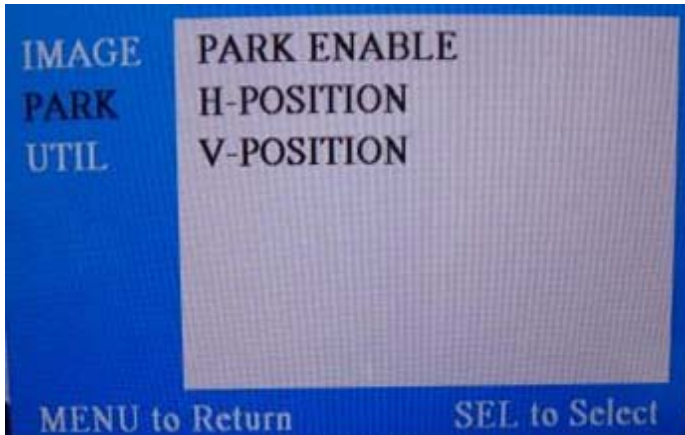 IMAGE PARK ENABLE
PARK H-POSITION
UTIL V-POSITION
MENU to Return SEL to Select